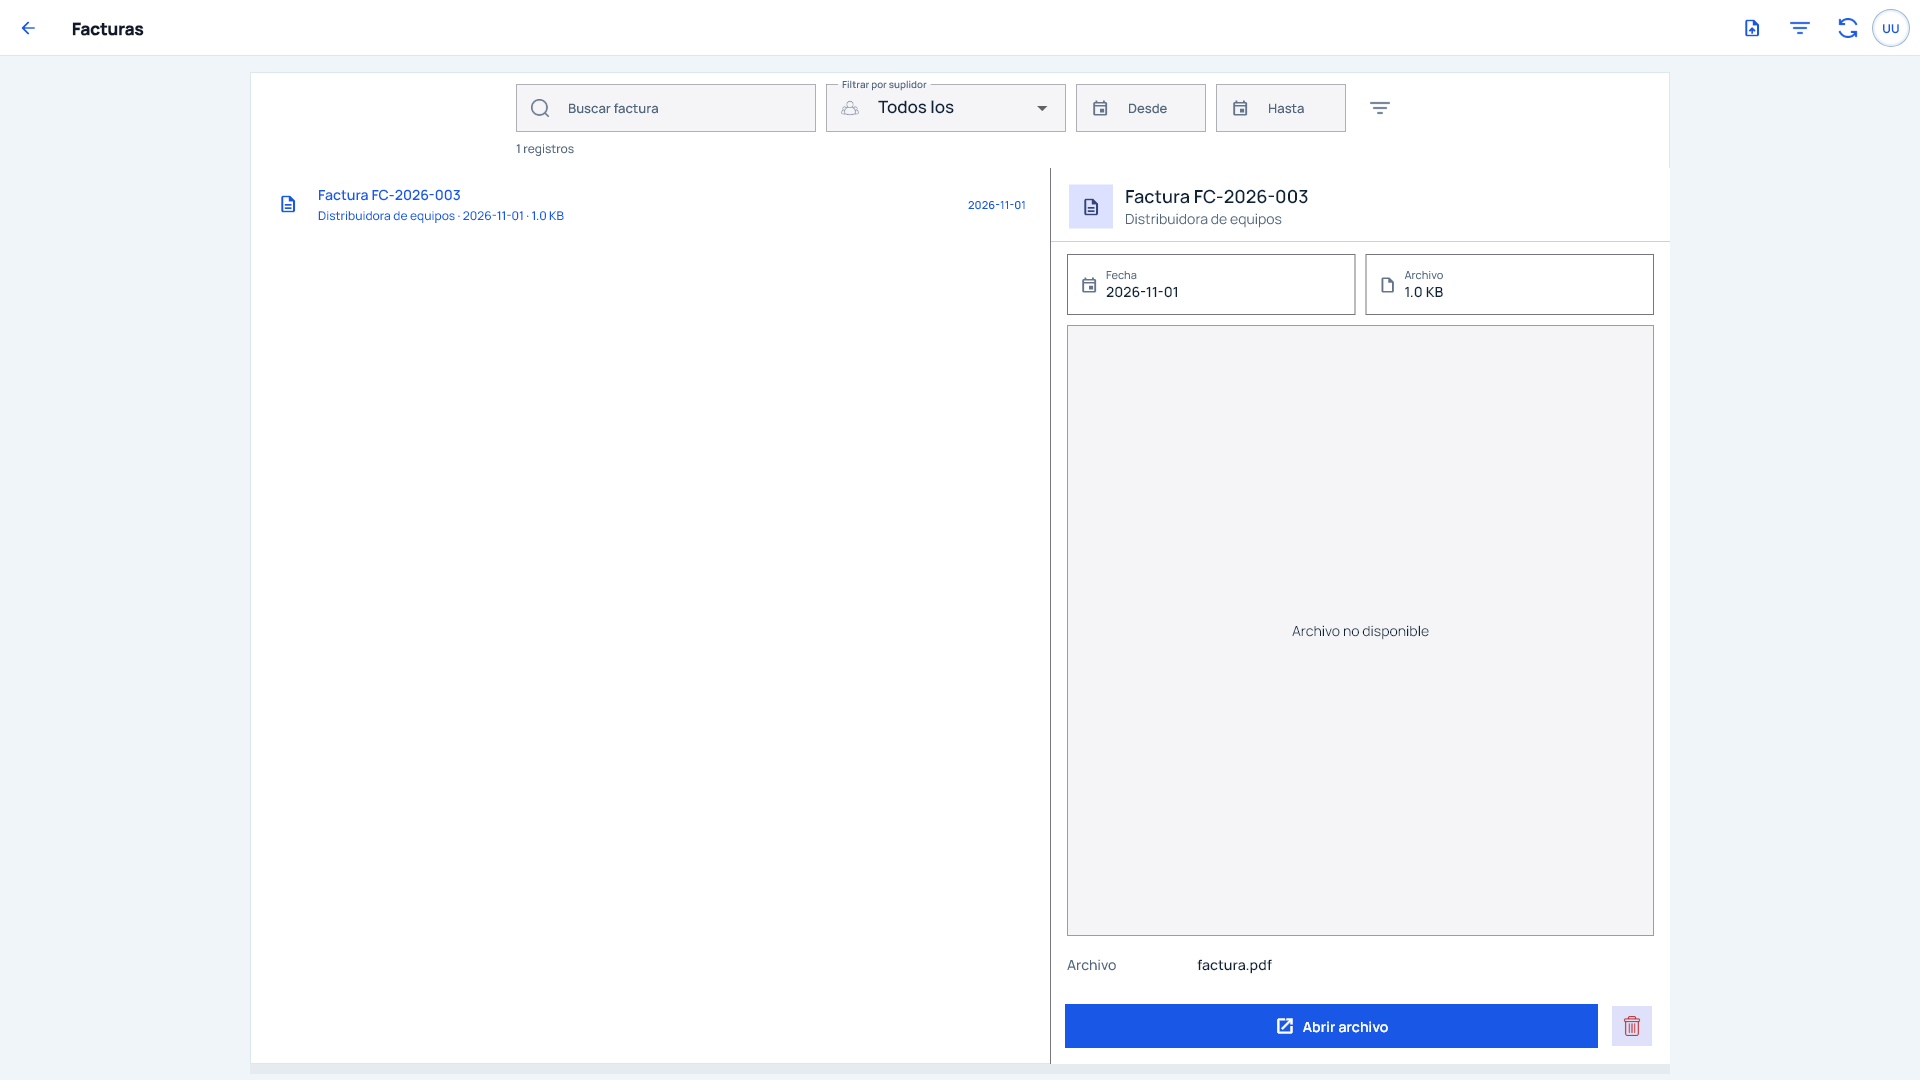 Facturas
UU
Filtrar por suplidor
Buscar factura
Todos los
Desde
Hasta
1 registros
Factura FC-2026-003
Distribuidora de equipos · 2026-11-01 · 1.0 KB
2026-11-01
Factura FC-2026-003
Distribuidora de equipos
Fecha
2026-11-01
Archivo
1.0 KB
Archivo no disponible
Archivo
factura.pdf
Abrir archivo